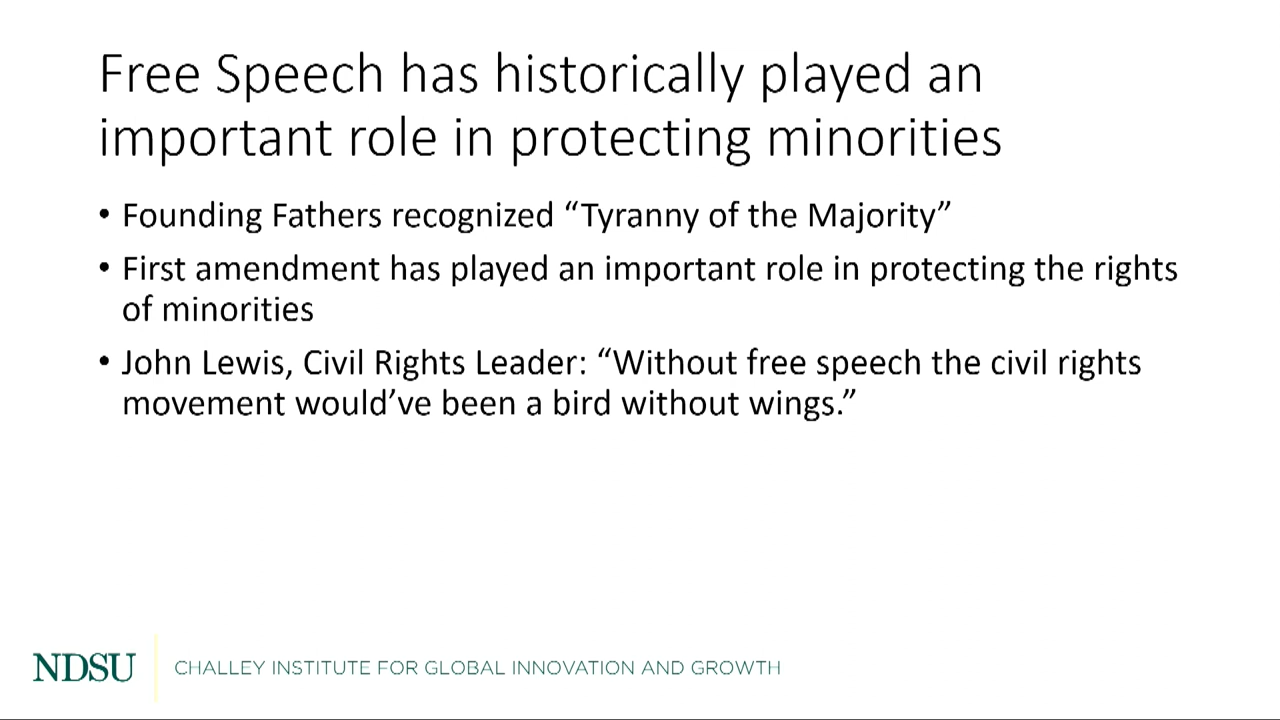 Free Speech has historically played an
important role in protecting minorities
• Founding Fathers recognized “Tyranny of the Majority”
• First amendment has played an important role in protecting the rights
of minorities
• John Lewis, Civil Rights Leader: “Without free speech the civil rights
movement would’ve been a bird without wings.”
NDSU CHALLEY INSTITUTE FOR GLOBAL INNOVATION AND GROWTH